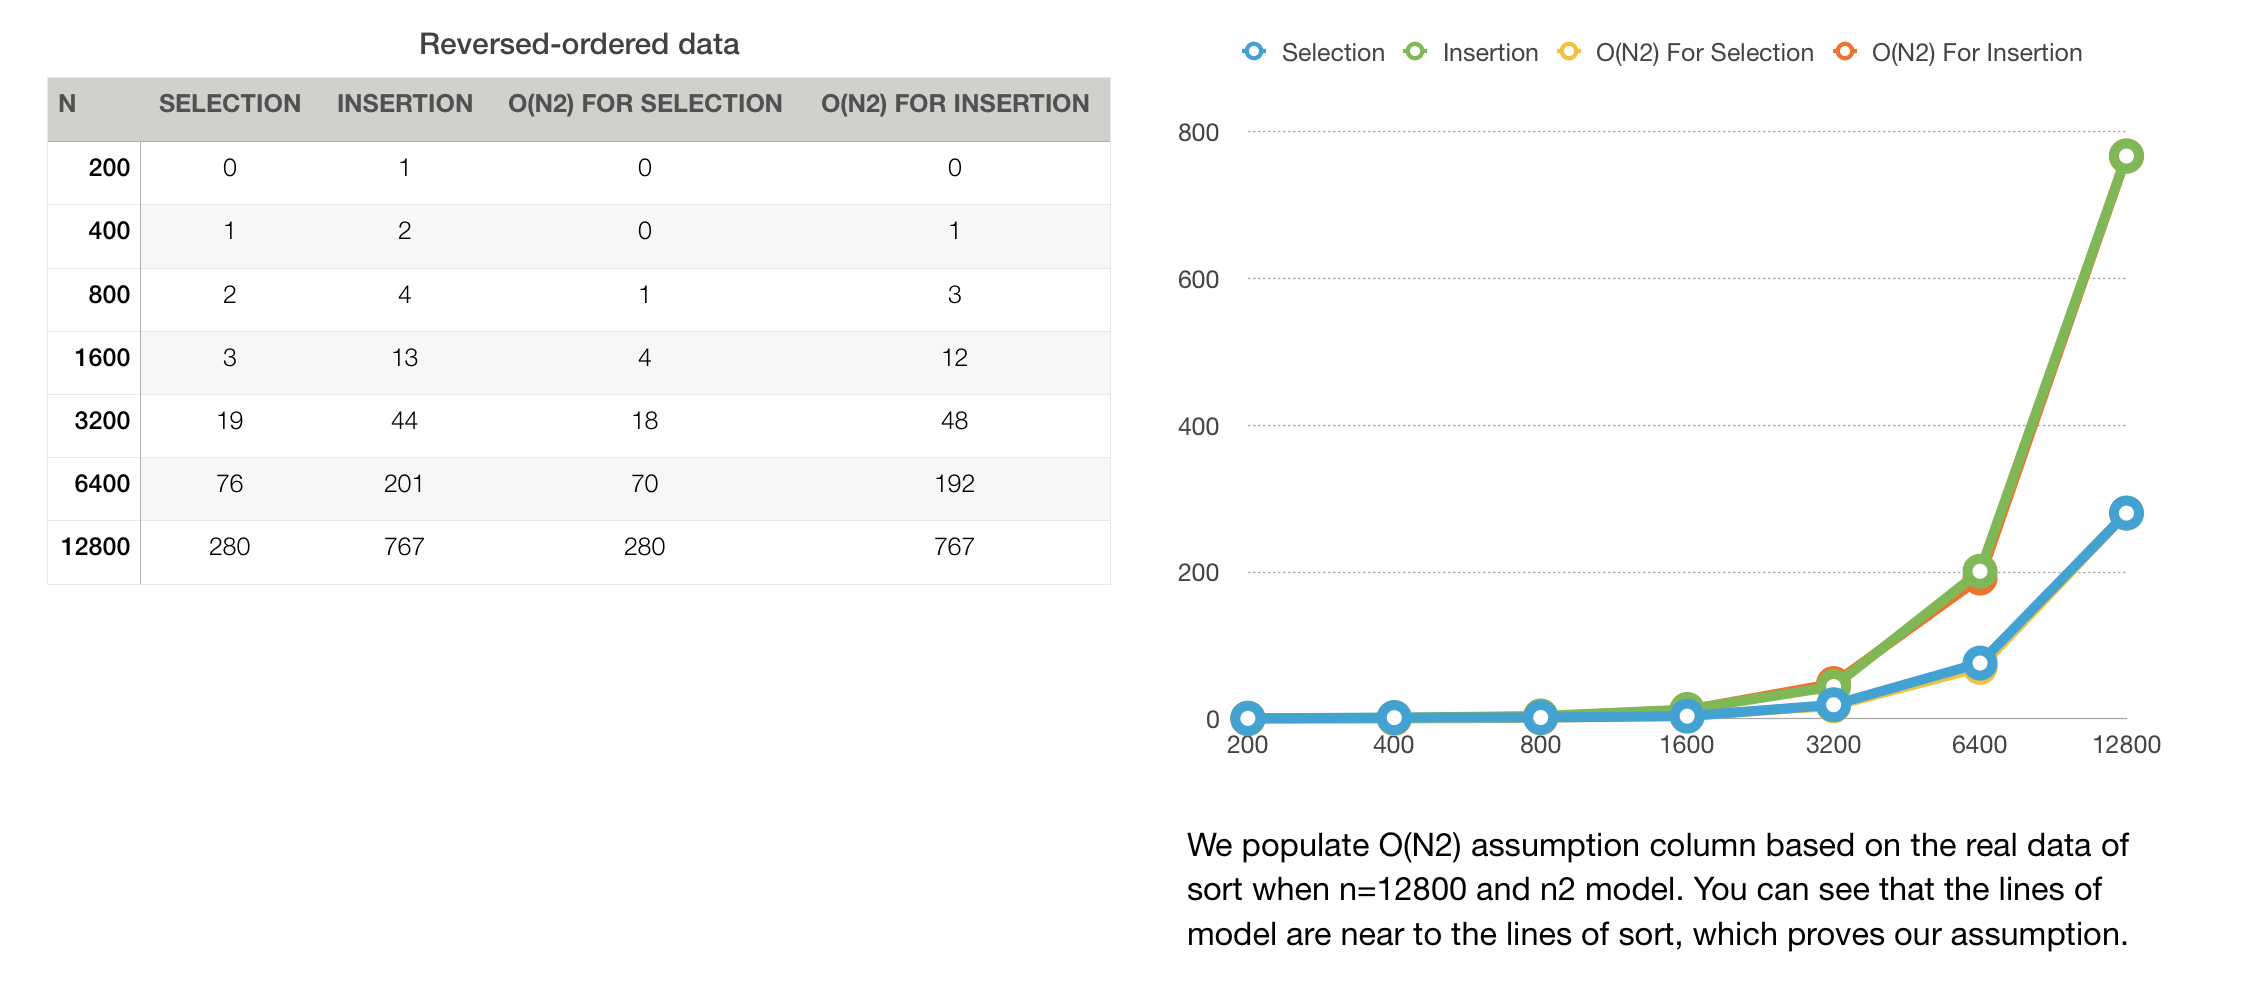 Reversed-ordered data
N SELECTION INSERTION O(N2) FOR SELECTION O(N2) FOR INSERTION
200 0 1 0 0
400 1 2 0 1
800 2 4 1 3
1600 3 13 4 12
3200 19 44 18 48
6400 76 201 70 192
12800 280 767 280 767
Selection Insertion O(N2) For Selection O(N2) For Insertion
800
600
400
200
0
200 400 800 1600 3200 6400 12800
We populate O(N2) assumption column based on the real data of
sort when n=12800 and n2 model. You can see that the lines of
model are near to the lines of sort, which proves our assumption.